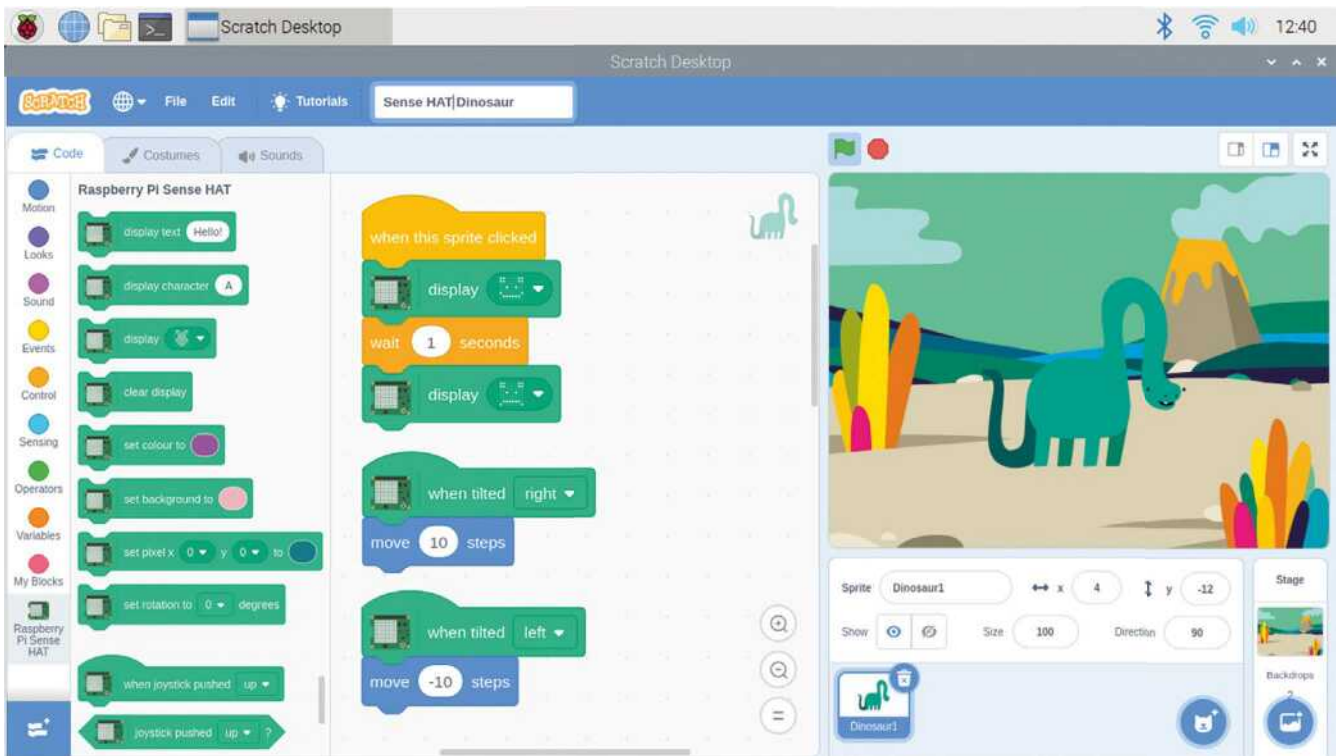 Scratch Desktop
12:40
Scratch Desktop
SCRATCH
File Edit Tutorials Sense HAT Dinosaur
Code Costumes Sounds
Motion
Looks
Sound
Events
Control
Sensing
Operators
Variables
My Blocks
Raspberry
Pi Sense
HAT
Raspberry Pi Sense HAT
display text Hello!
display character A
display
clear display
set colour to
set background to
set pixel x 0 y 0 to
set rotation to 0 degrees
when joystick pushed up
joystick pushed up ?
when this sprite clicked
display
wait 1 seconds
display
when tilted right
move 10 steps
when tilted left
move -10 steps
Sprite Dinosaur1 x 4 y -12
Show Size 100 Direction 90
Dinosaur1
Stage
Backdrops
2